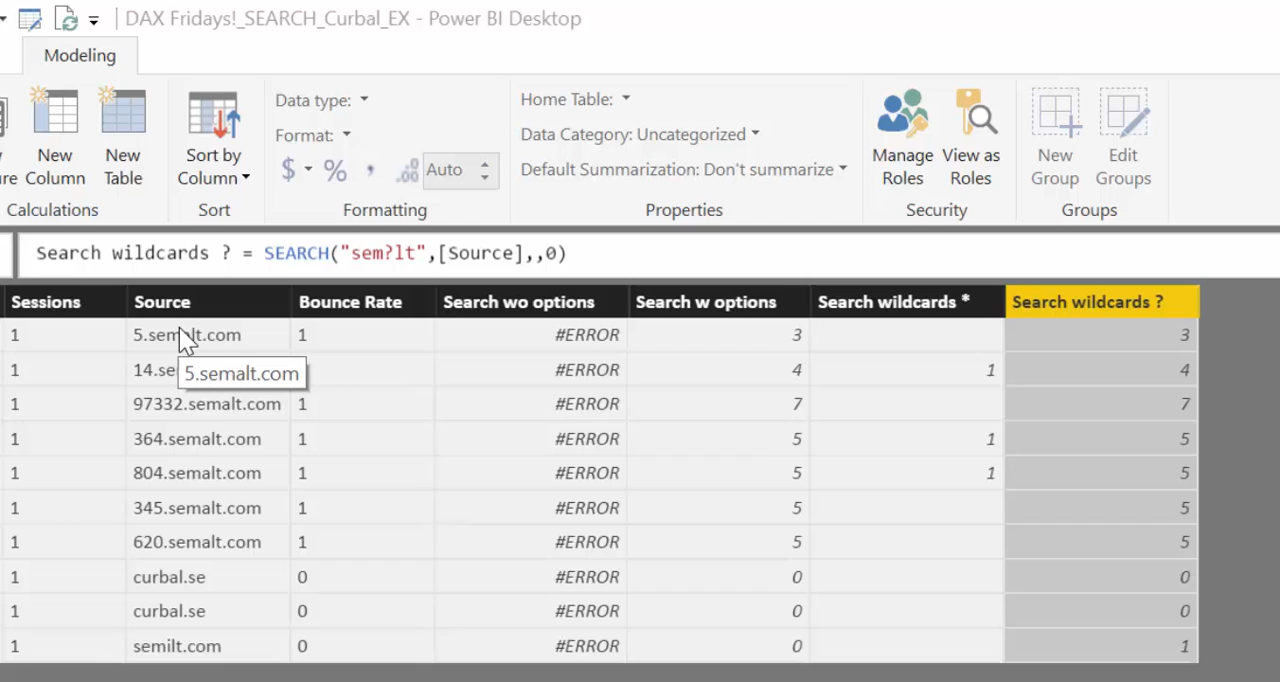 DAX Fridays!_SEARCH_Curbal_EX - Power BI Desktop
Modeling
New Column
New Table
Sort by Column
Data type:
Format:
$ % , .00 Auto
Home Table:
Data Category: Uncategorized
Default Summarization: Don't summarize
Manage Roles
View as Roles
New Group
Edit Groups
Calculations
Sort
Formatting
Properties
Security
Groups
Search wildcards ? = SEARCH("sem?lt",[Source],,0)
Sessions Source Bounce Rate Search wo options Search w options Search wildcards * Search wildcards ?
1 5.semalt.com 1 #ERROR 3 3
1 14.se #ERROR 4 1 4
5.semalt.com
1 97332.semalt.com 1 #ERROR 7 7
1 364.semalt.com 1 #ERROR 5 1 5
1 804.semalt.com 1 #ERROR 5 1 5
1 345.semalt.com 1 #ERROR 5 5
1 620.semalt.com 1 #ERROR 5 5
1 curbal.se 0 #ERROR 0 0
1 curbal.se 0 #ERROR 0 0
1 semilt.com 0 #ERROR 0 1